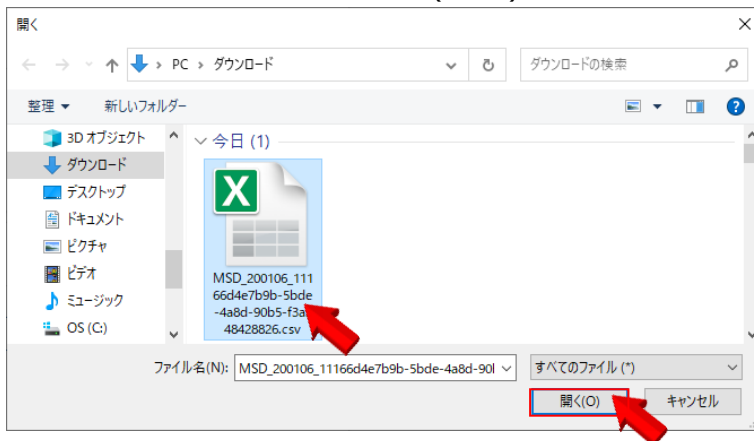 開く
PC › ダウンロード
ダウンロードの検索
整理 新しいフォルダー
3D オブジェクト
ダウンロード
デスクトップ
ドキュメント
ピクチャ
ビデオ
ミュージック
OS (C:)
今日 (1)
MSD_200106_111
66d4e7b9b-5bde
-4a8d-90b5-f3a
48428826.csv
ファイル名(N): MSD_200106_11166d4e7b9b-5bde-4a8d-90
すべてのファイル (*)
開く(O) キャンセル